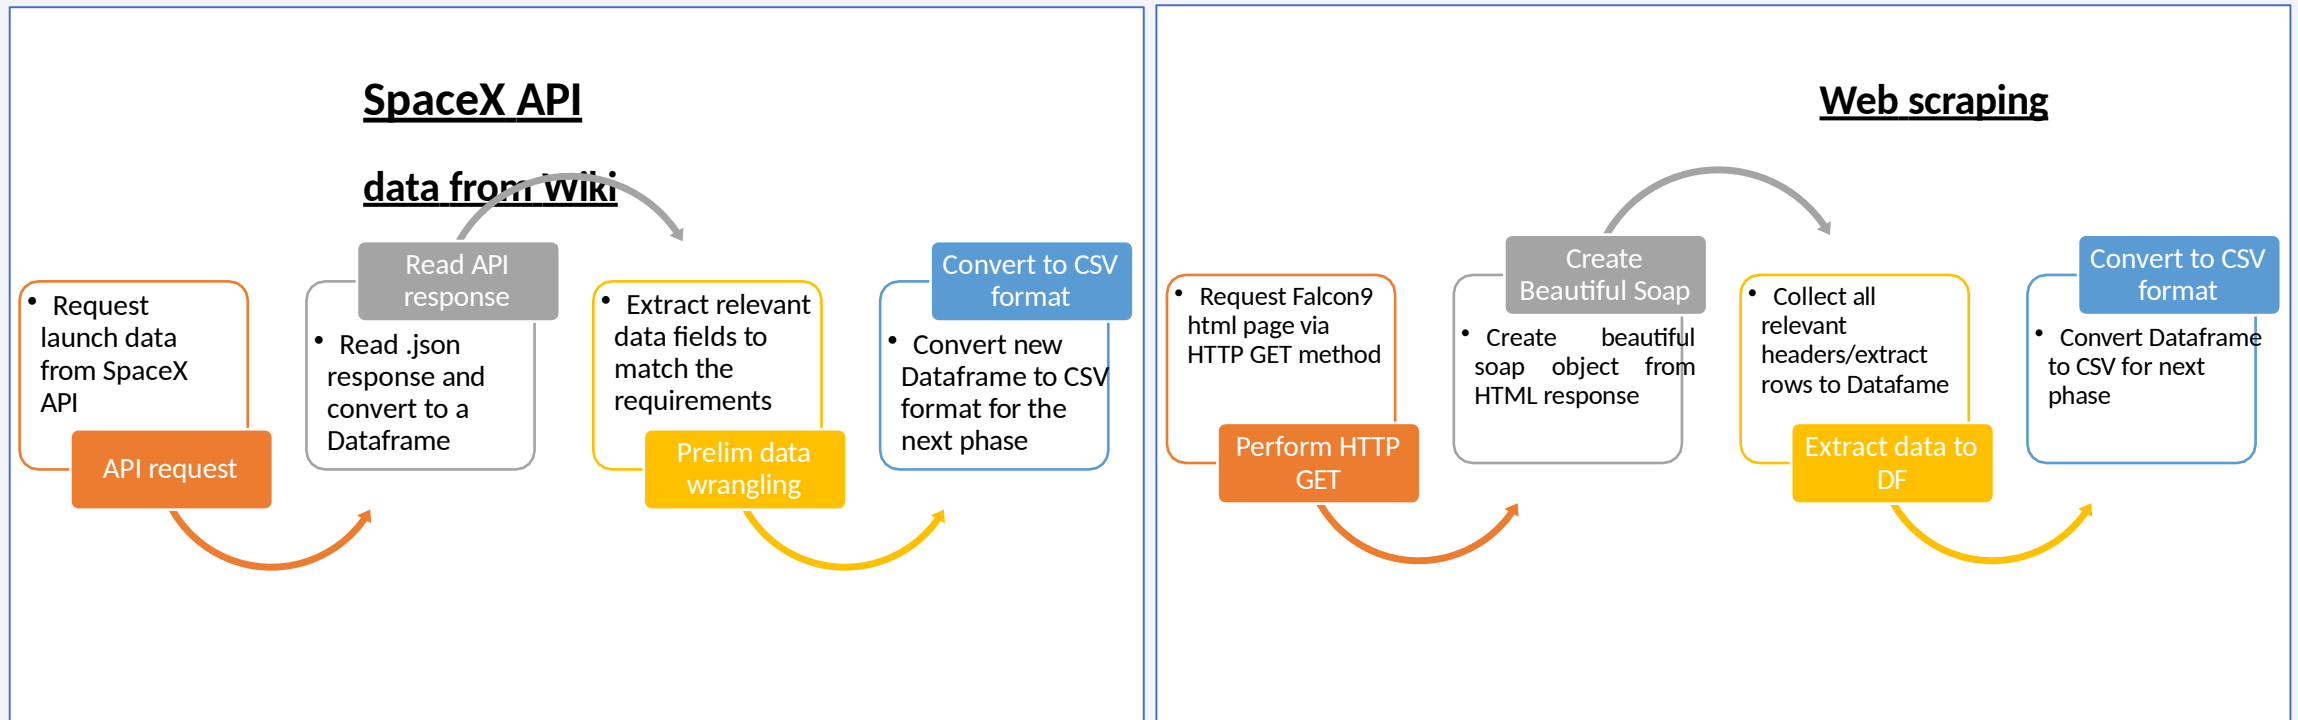 SpaceX API
data from Wiki
• Request
launch data
from SpaceX
API
API request
Read API
response
• Read .json
response and
convert to a
Dataframe
• Extract relevant
data fields to
match the
requirements
Prelim data
wrangling
Convert to CSV
format
• Convert new
Dataframe to CSV
format for the
next phase
Web scraping
• Request Falcon9
html page via
HTTP GET method
Perform HTTP
GET
Create
Beautiful Soap
• Create beautiful
soap object from
HTML response
• Collect all
relevant
headers/extract
rows to Datafame
Extract data to
DF
Convert to CSV
format
• Convert Dataframe
to CSV for next
phase